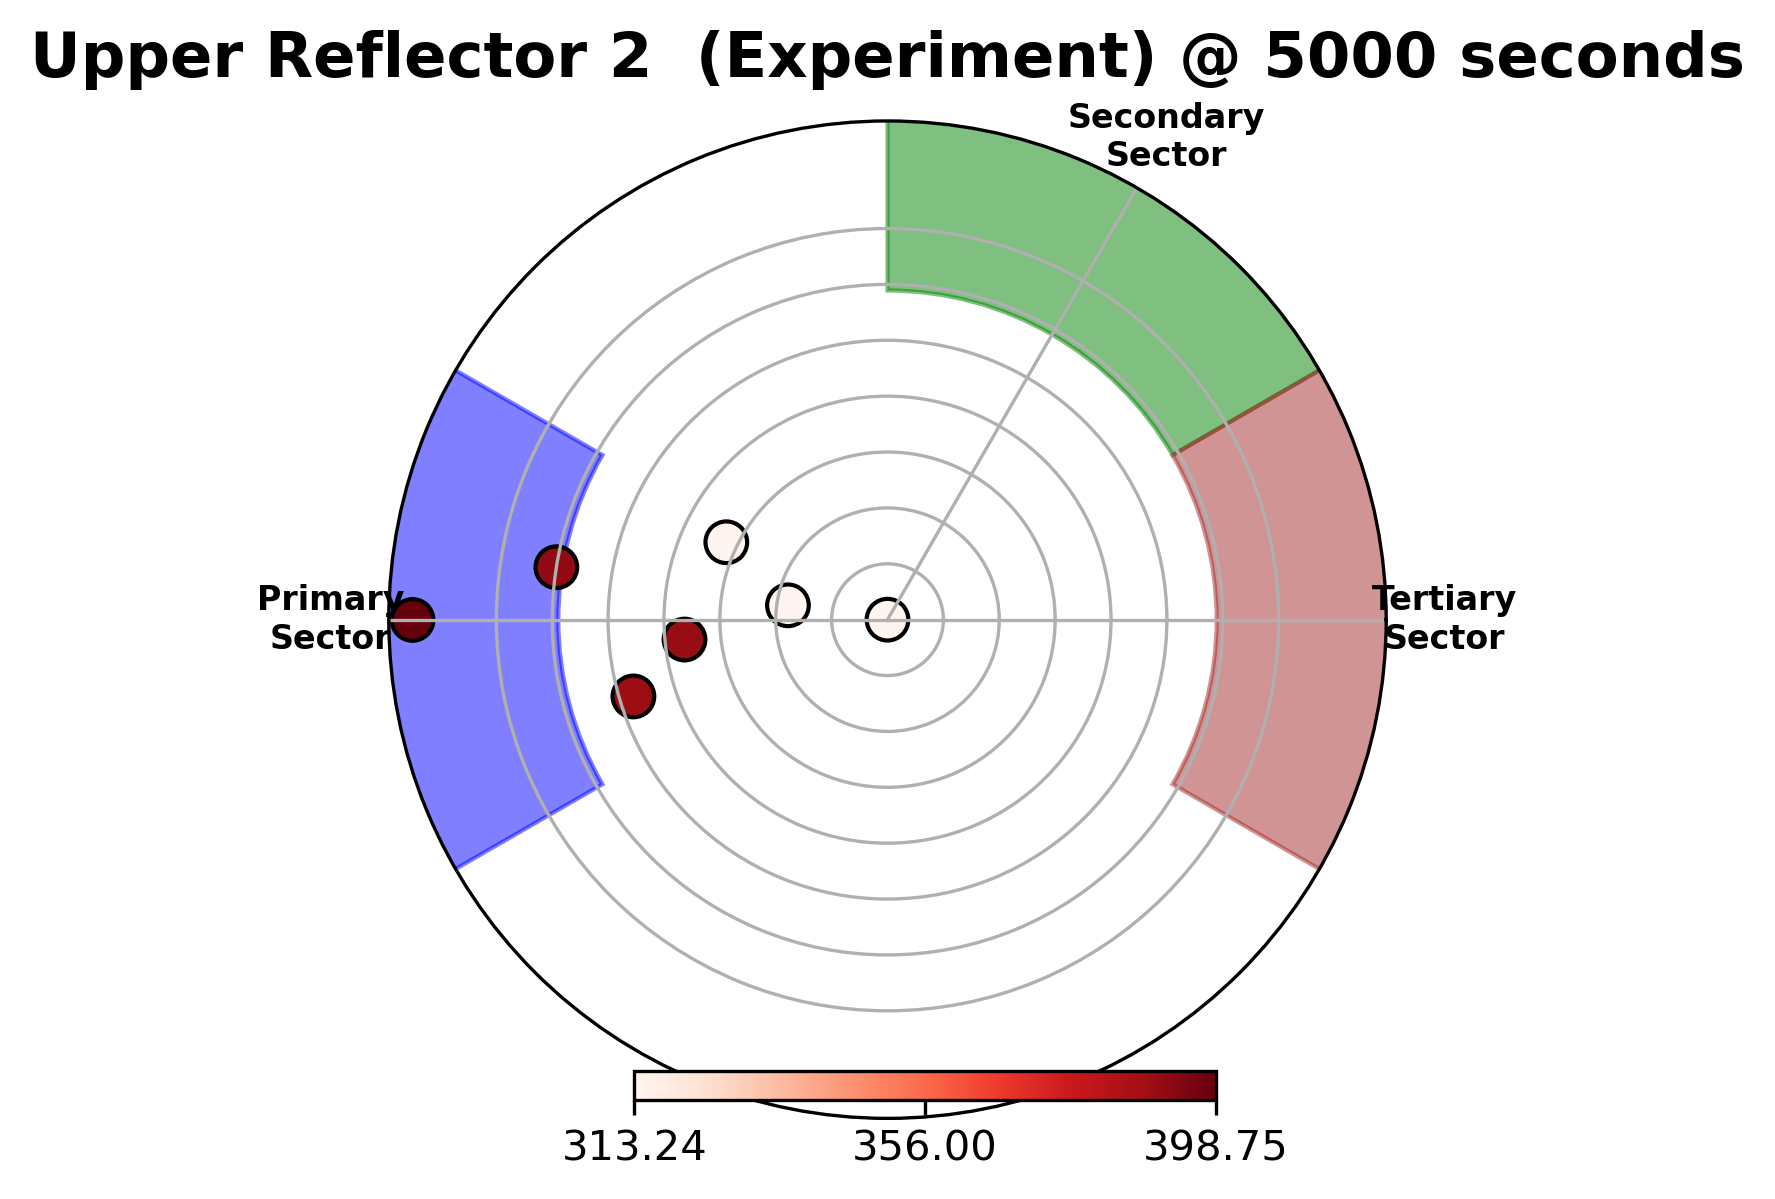 Upper Reflector 2  (Experiment) @ 5000 seconds
Secondary
Sector
Primary
Sector
Tertiary
Sector
313.24
356.00
398.75